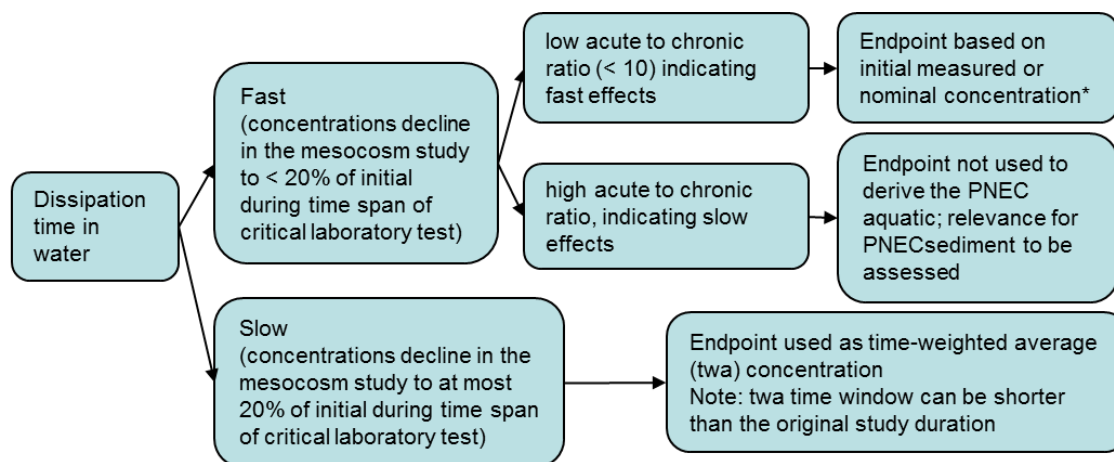 Dissipation
time in
water
Fast
(concentrations decline
in the mesocosm study
to < 20% of initial
during time span of
critical laboratory test)
low acute to chronic
ratio (< 10) indicating
fast effects
Endpoint based on
initial measured or
nominal concentration*
high acute to chronic
ratio, indicating slow
effects
Endpoint not used to
derive the PNEC
aquatic; relevance for
PNECsediment to be
assessed
Slow
(concentrations decline in the
mesocosm study to at most
20% of initial during time span
of critical laboratory test)
Endpoint used as time-weighted average
(twa) concentration
Note: twa time window can be shorter
than the original study duration